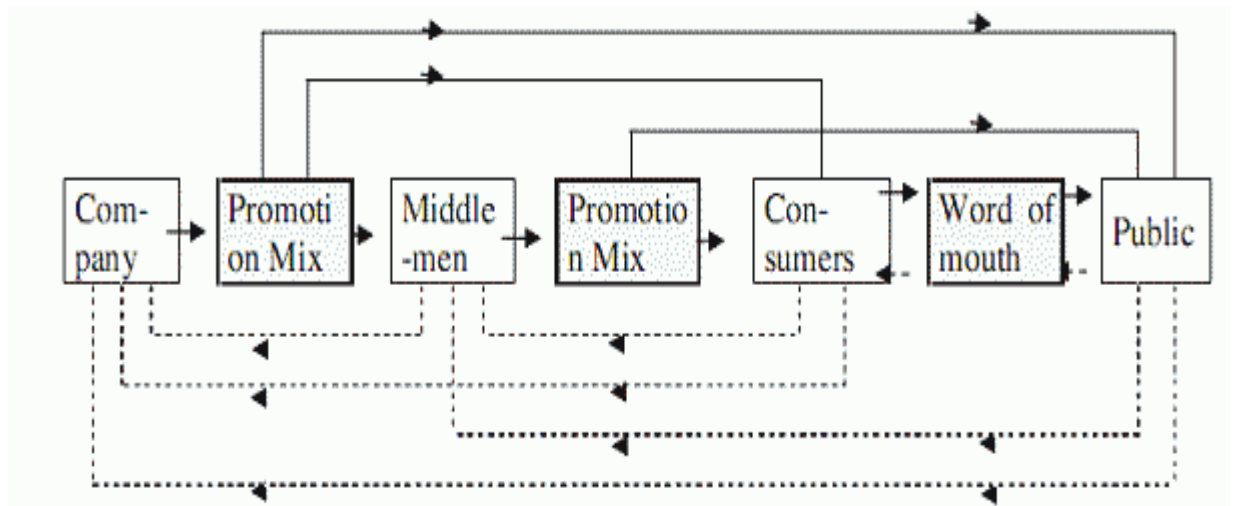 Com-
pany
Promoti
on Mix
Middle
-men
Promotio
n Mix
Con-
sumers
Word of
mouth
Public